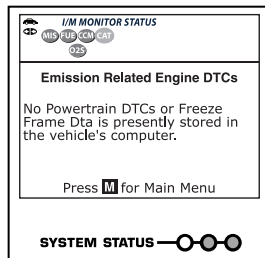 I/M MONITOR STATUS
MIS FUE CCM CAT
O2S
Emission Related Engine DTCs
No Powertrain DTCs or Freeze
Frame Dta is presently stored in
the vehicle's computer.
Press M for Main Menu
SYSTEM STATUS